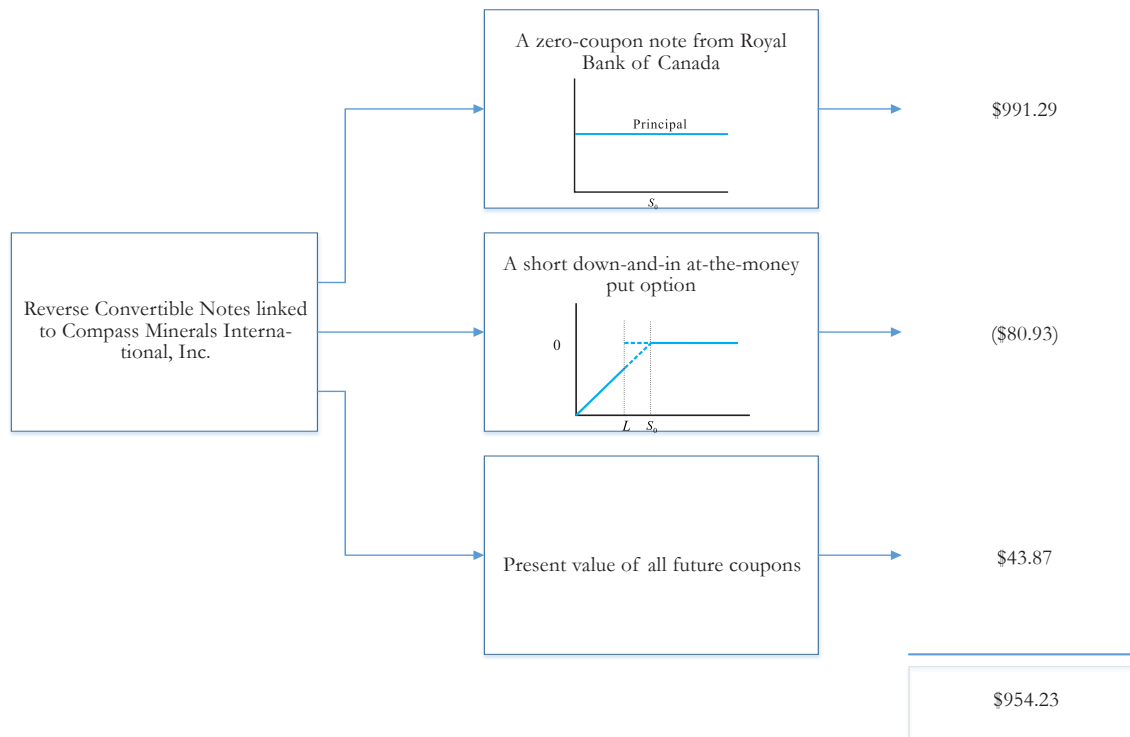 A zero-coupon note from Royal
Bank of Canada
Principal
S₀
$991.29
Reverse Convertible Notes linked
to Compass Minerals Interna-
tional, Inc.
A short down-and-in at-the-money
put option
0
L S₀
($80.93)
Present value of all future coupons
$43.87
$954.23